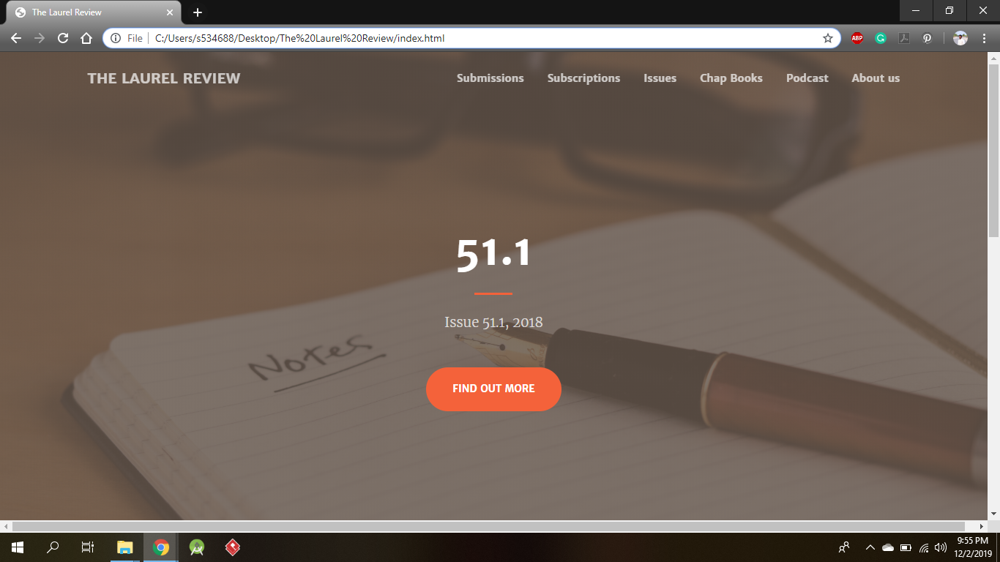 The Laurel Review
File C:/Users/s534688/Desktop/The%20Laurel%20Review/index.html
ABP
THE LAUREL REVIEW
Submissions Subscriptions Issues Chap Books Podcast About us
51.1
Issue 51.1, 2018
Notes
FIND OUT MORE
9:55 PM
12/2/2019